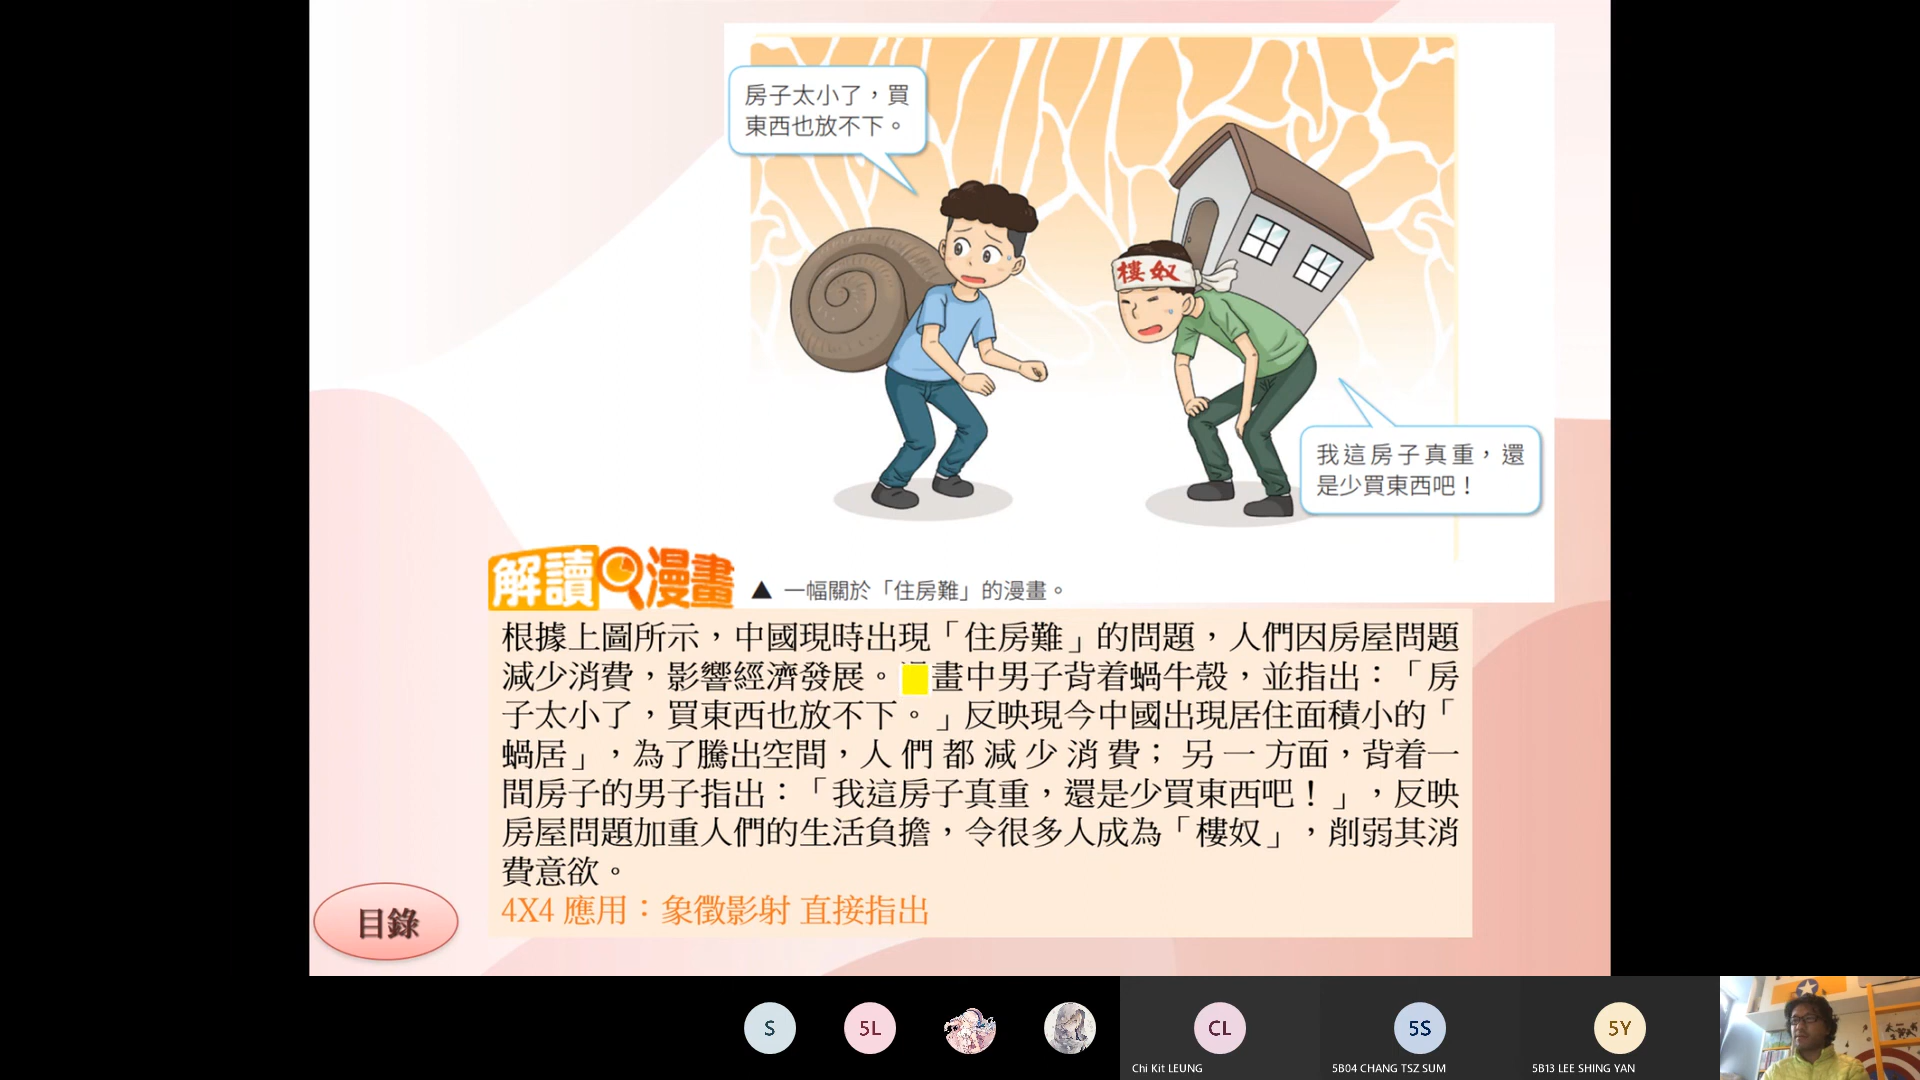 房子太小了，買
東西也放不下。
樓奴
我這房子真重，還
是少買東西吧！
解讀漫畫
▲ 一幅關於「住房難」的漫畫。
根據上圖所示，中國現時出現「住房難」的問題，人們因房屋問題
減少消費，影響經濟發展。畫中男子背着蝸牛殼，並指出：「房
子太小了，買東西也放不下。」反映現今中國出現居住面積小的「
蝸居」，為了騰出空間，人們都減少消費；另一方面，背着一
間房子的男子指出：「我這房子真重，還是少買東西吧！」，反映
房屋問題加重人們的生活負擔，令很多人成為「樓奴」，削弱其消
費意欲。
4X4 應用：象徵影射 直接指出
目錄
S
5L
CL
5S
5Y
Chi Kit LEUNG
5B04 CHANG TSZ SUM
5B13 LEE SHING YAN